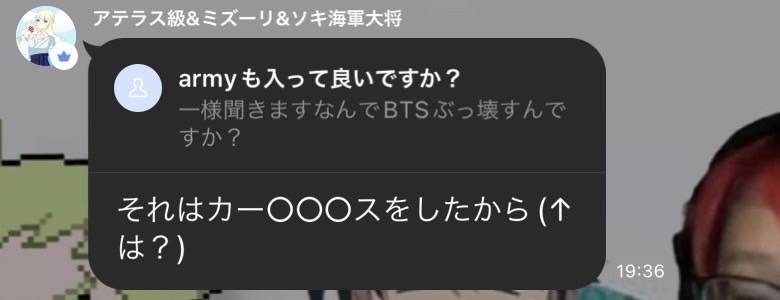 アテラス級&ミズーリ&ソキ海軍大将
armyも入って良いですか？
一様聞きますなんでBTSぶっ壊すんで
すか？
それはカー〇〇〇スをしたから(↑
は？)
19:36